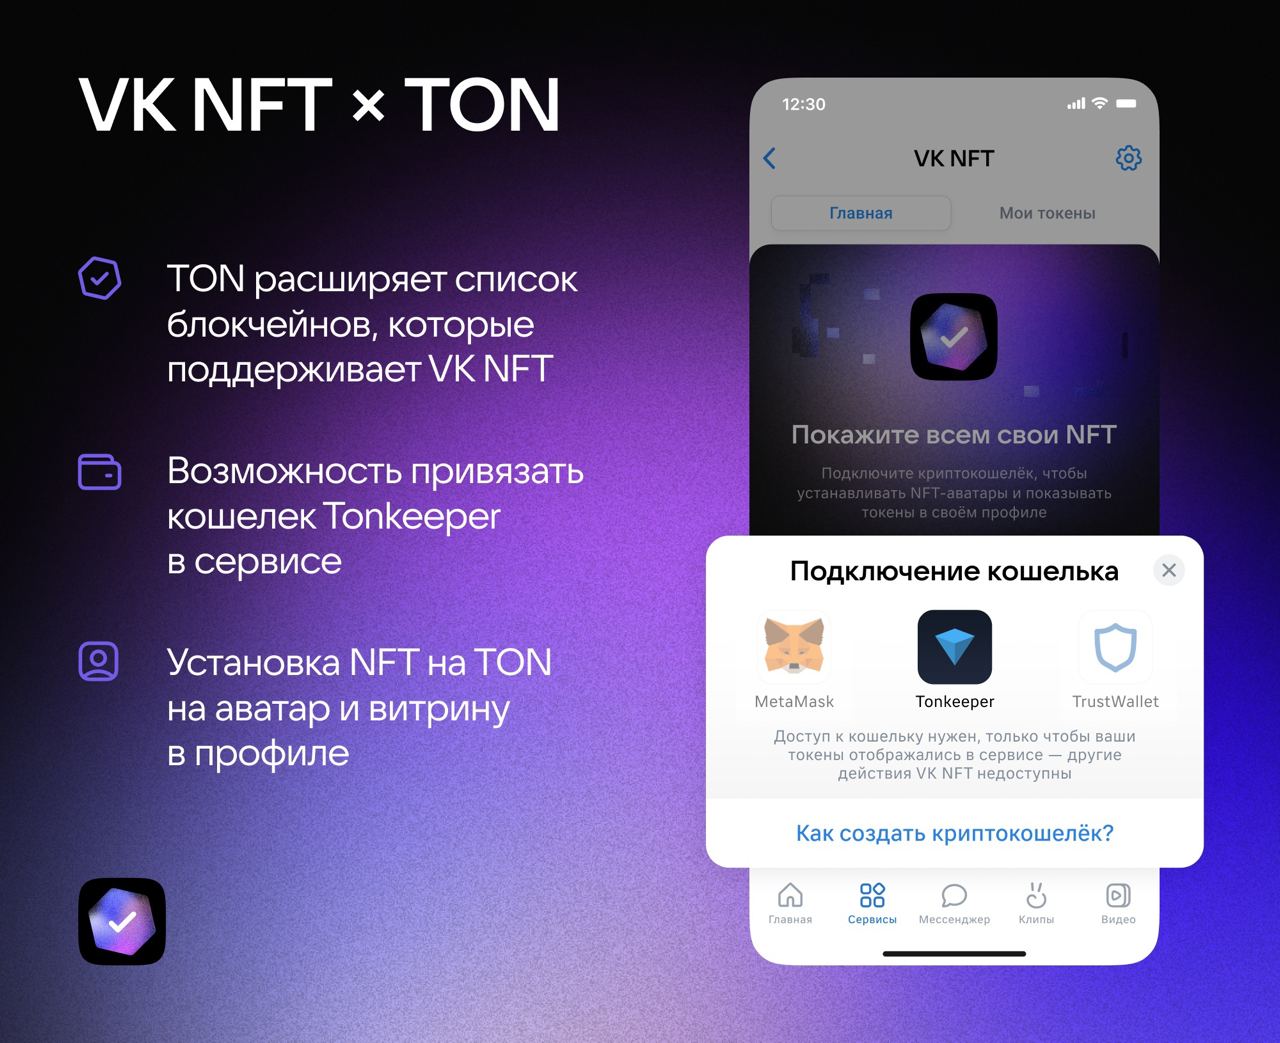 VK NFT × TON
TON расширяет список
блокчейнов, которые
поддерживает VK NFT
Возможность привязать
кошелек Tonkeeper
в сервисе
Установка NFT на TON
на аватар и витрину
в профиле
12:30
VK NFT
Главная
Мои токены
Покажите всем свои NFT
Подключите криптокошелёк, чтобы
устанавливать NFT-аватары и показывать
токены в своём профиле
Подключение кошелька
MetaMask
Tonkeeper
TrustWallet
Доступ к кошельку нужен, только чтобы ваши
токены отображались в сервисе — другие
действия VK NFT недоступны
Как создать криптокошелёк?
Главная
Сервисы
Мессенджер
Клипы
Видео